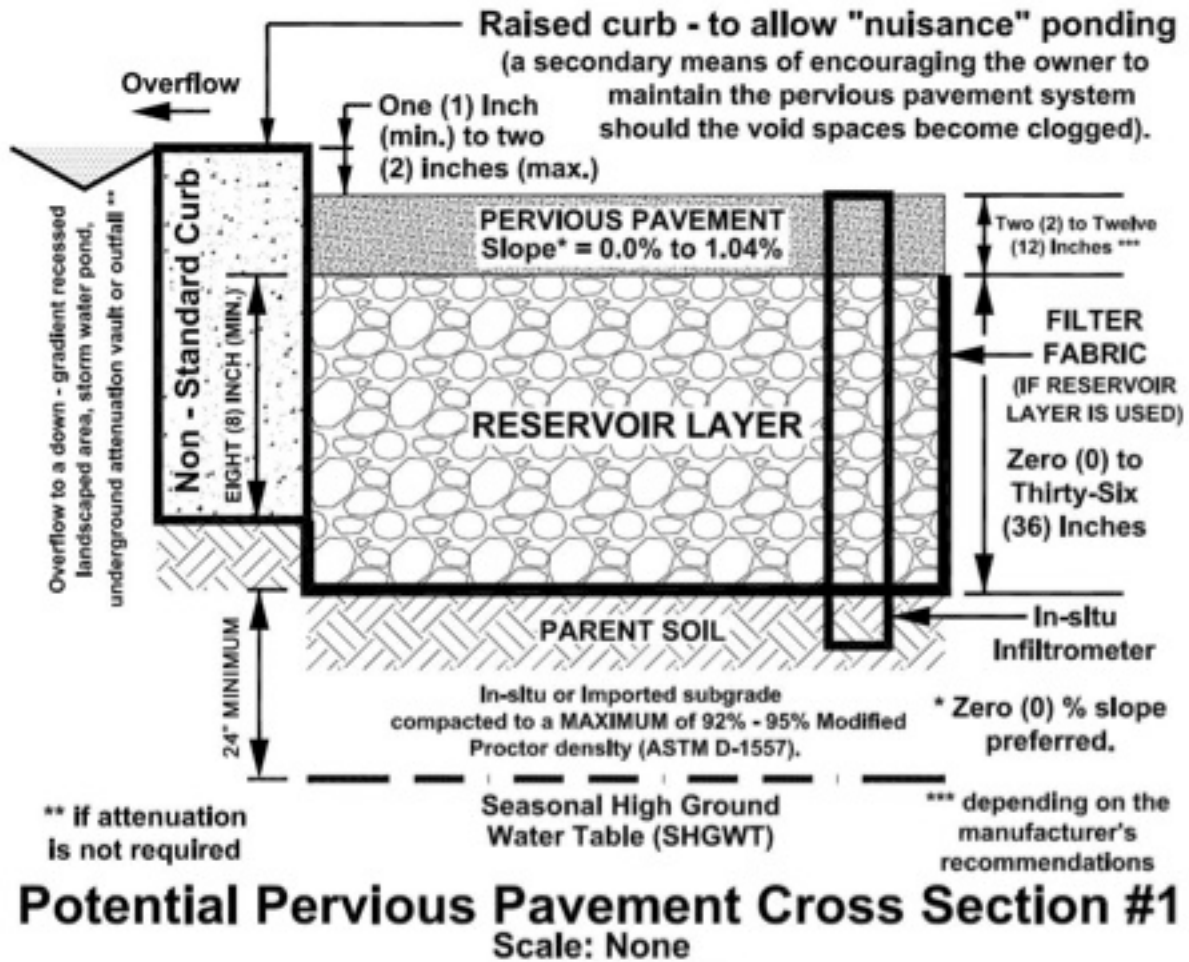 Raised curb - to allow "nuisance" ponding
(a secondary means of encouraging the owner to
maintain the pervious pavement system
should the void spaces become clogged).
Overflow
One (1) Inch
(min.) to two
(2) inches (max.)
Overflow to a down - gradient recessed
landscaped area, storm water pond,
underground attenuation vault or outfall **
Non - Standard Curb
EIGHT (8) INCH (MIN.)
PERVIOUS PAVEMENT
Slope* = 0.0% to 1.04%
Two (2) to Twelve
(12) Inches ***
RESERVOIR LAYER
FILTER
FABRIC
(IF RESERVOIR
LAYER IS USED)
Zero (0) to
Thirty-Six
(36) Inches
PARENT SOIL
In-situ
Infiltrometer
24" MINIMUM
In-situ or Imported subgrade
compacted to a MAXIMUM of 92% - 95% Modified
Proctor density (ASTM D-1557).
* Zero (0) % slope
preferred.
Seasonal High Ground
Water Table (SHGWT)
** if attenuation
is not required
*** depending on the
manufacturer's
recommendations
Potential Pervious Pavement Cross Section #1
Scale: None